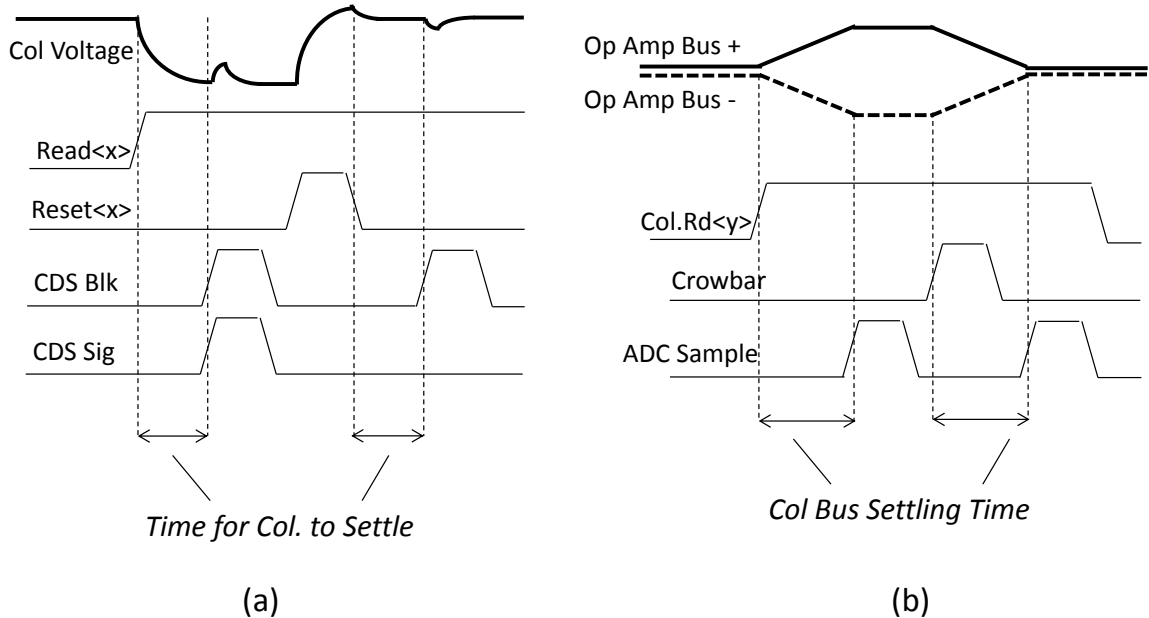 Col Voltage
Read<x>
Reset<x>
CDS Blk
CDS Sig
Time for Col. to Settle
(a)
Op Amp Bus +
Op Amp Bus -
Col.Rd<y>
Crowbar
ADC Sample
Col Bus Settling Time
(b)